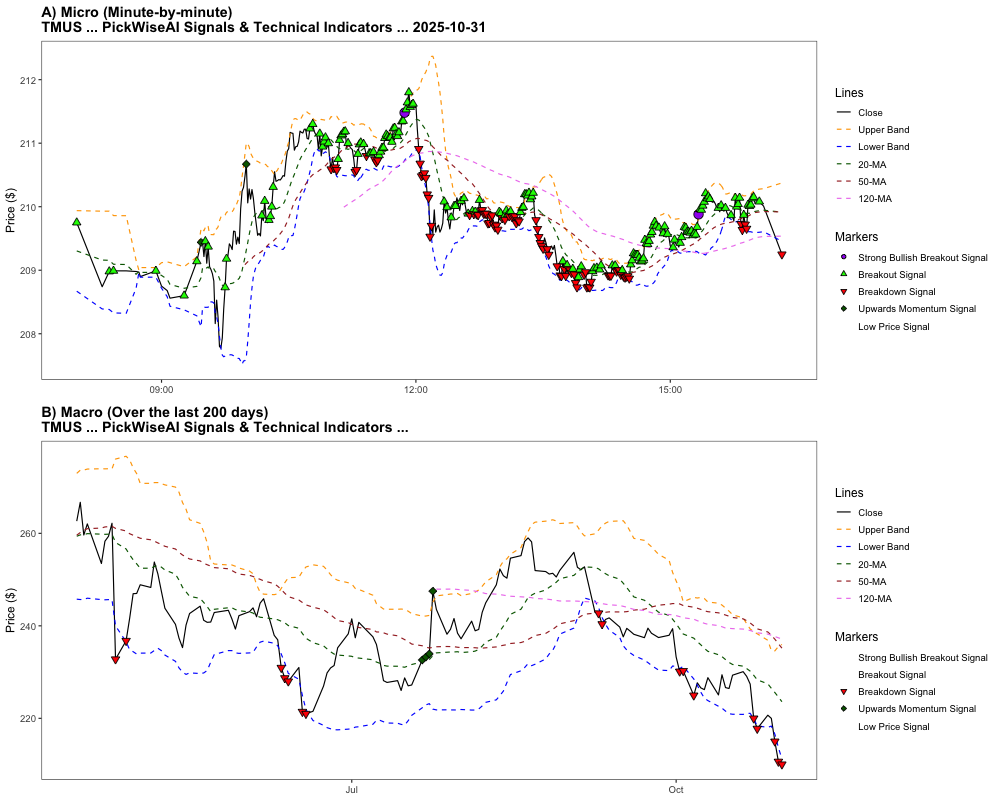 A) Micro (Minute-by-minute)
TMUS ... PickWiseAI Signals & Technical Indicators ... 2025-10-31
Price ($)
212
211
210
209
208
09:00
12:00
15:00
Lines
Close
Upper Band
Lower Band
20-MA
50-MA
120-MA
Markers
Strong Bullish Breakout Signal
Breakout Signal
Breakdown Signal
Upwards Momentum Signal
Low Price Signal
B) Macro (Over the last 200 days)
TMUS ... PickWiseAI Signals & Technical Indicators ...
Price ($)
260
240
220
Jul
Oct
Lines
Close
Upper Band
Lower Band
20-MA
50-MA
120-MA
Markers
Strong Bullish Breakout Signal
Breakout Signal
Breakdown Signal
Upwards Momentum Signal
Low Price Signal